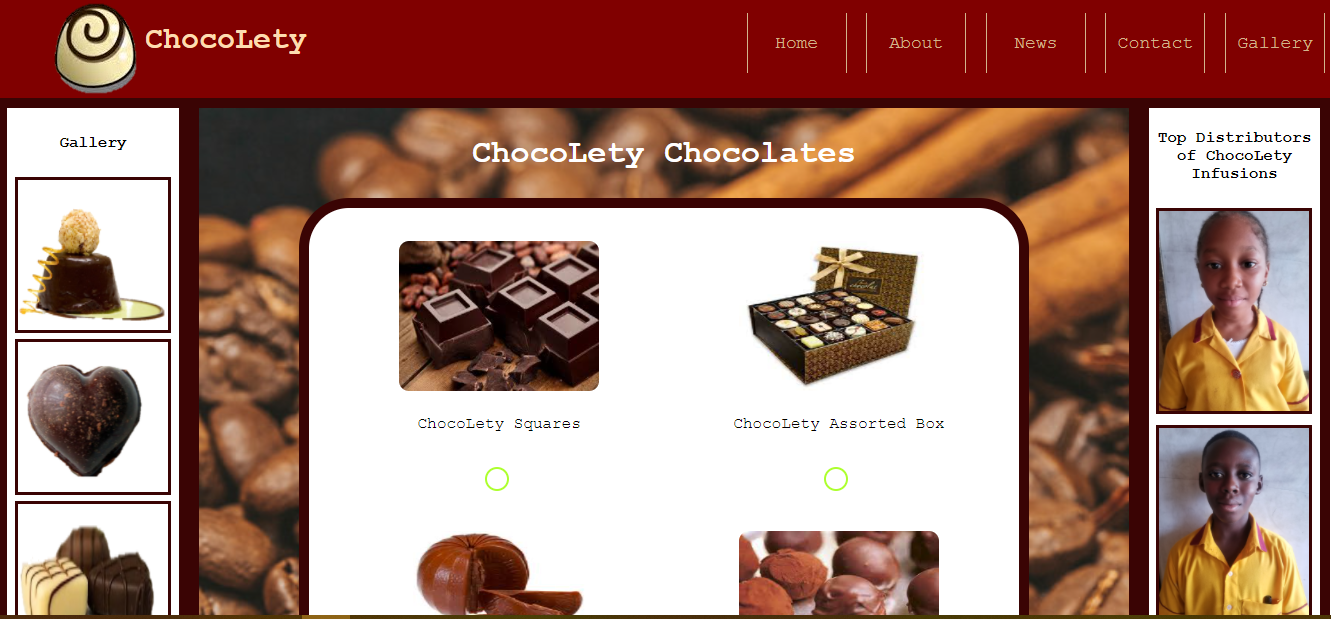 ChocoLety
Home
About
News
Contact
Gallery
Gallery
ChocoLety Chocolates
ChocoLety Squares
ChocoLety Assorted Box
Top Distributors
of ChocoLety
Infusions